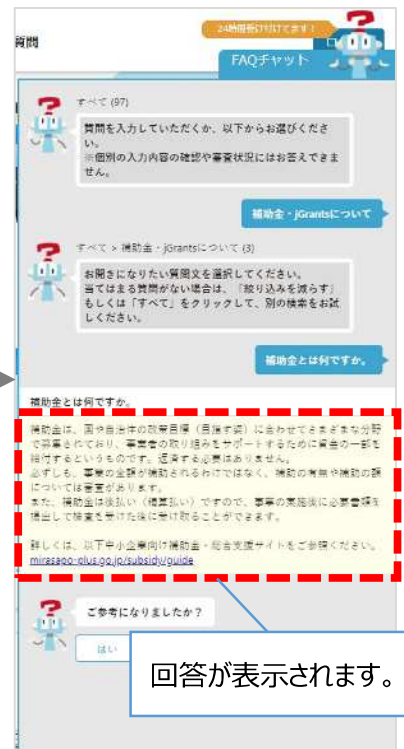 質問
24時間受け付けてます！
FAQチャット
すべて (97)
質問を入力していただくか、以下からお選びくださ
い。
※個別の入力内容の確認や審査状況にはお答えできま
せん。
補助金・jGrantsについて
すべて > 補助金・jGrantsについて (3)
お聞きになりたい質問文を選択してください。
当てはまる質問がない場合は、「絞り込みを減らす」
もしくは「すべて」をクリックして、別の検索をお試
しください。
補助金とは何ですか。
補助金とは何ですか。
補助金は、国や自治体の政策目標（目指す姿）に合わせてさまざまな分野
で募集されており、事業者の取り組みをサポートするために資金の一部を
給付するというものです。返済する必要はありません。
必ずしも、事業の全額が補助されるわけではなく、補助の有無や補助の額
については審査があります。
また、補助金は後払い（精算払い）ですので、事業の実施後に必要書類を
提出して検査を受けた後に受け取ることができます。
詳しくは、以下中小企業向け補助金・総合支援サイトをご参照ください。
mirasapo-plus.go.jp/subsidy/guide
ご参考になりましたか？
はい
回答が表示されます。